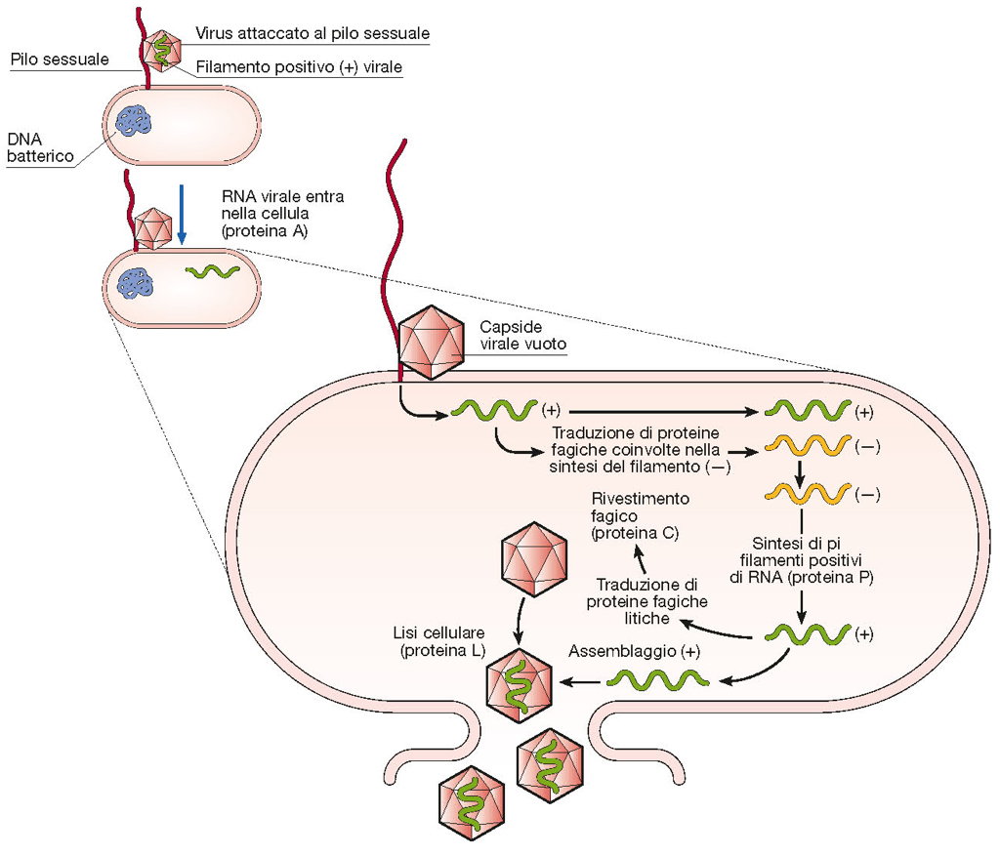 Virus attaccato al pilo sessuale
Pilo sessuale
Filamento positivo (+) virale
DNA
batterico
RNA virale entra
nella cellula
(proteina A)
Capside
virale vuoto
(+)
(+)
Traduzione di proteine
fagiche coinvolte nella
sintesi del filamento (—)
(—)
(—)
Rivestimento
fagico
(proteina C)
Sintesi di pi
filamenti positivi
di RNA (proteina P)
Traduzione di
proteine fagiche
litiche
(+)
Lisi cellulare
(proteina L)
Assemblaggio (+)